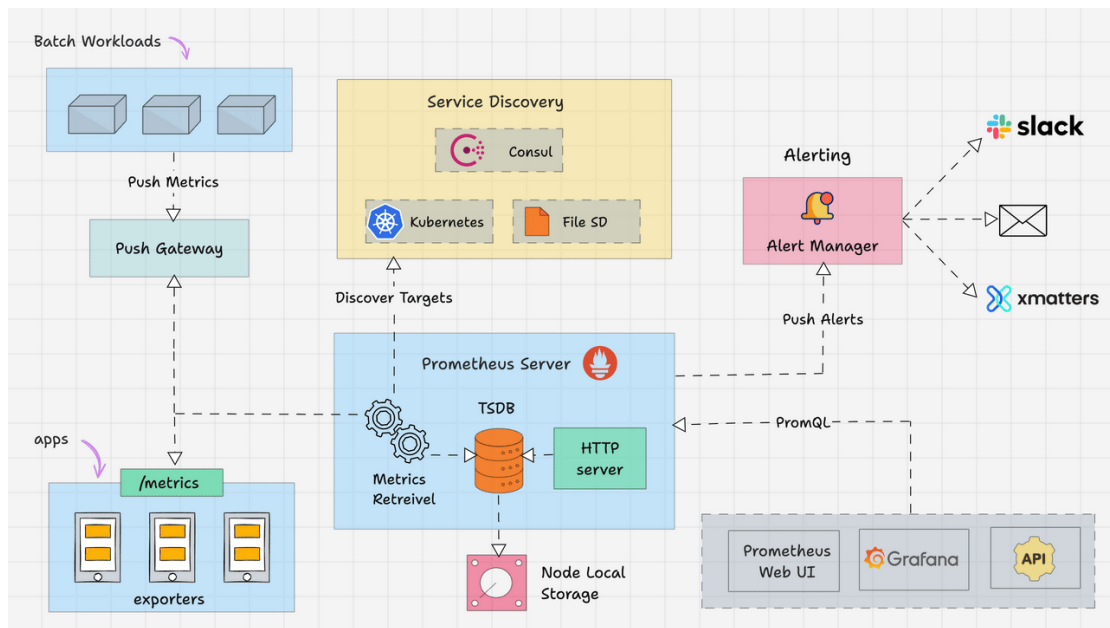 Batch Workloads
Push Metrics
Push Gateway
apps
/metrics
exporters
Service Discovery
Consul
Kubernetes
File SD
Discover Targets
Prometheus Server
TSDB
Metrics
Retreivel
HTTP
server
Node Local
Storage
Alerting
Alert Manager
Push Alerts
slack
xmatters
PromQL
Prometheus
Web UI
Grafana
API